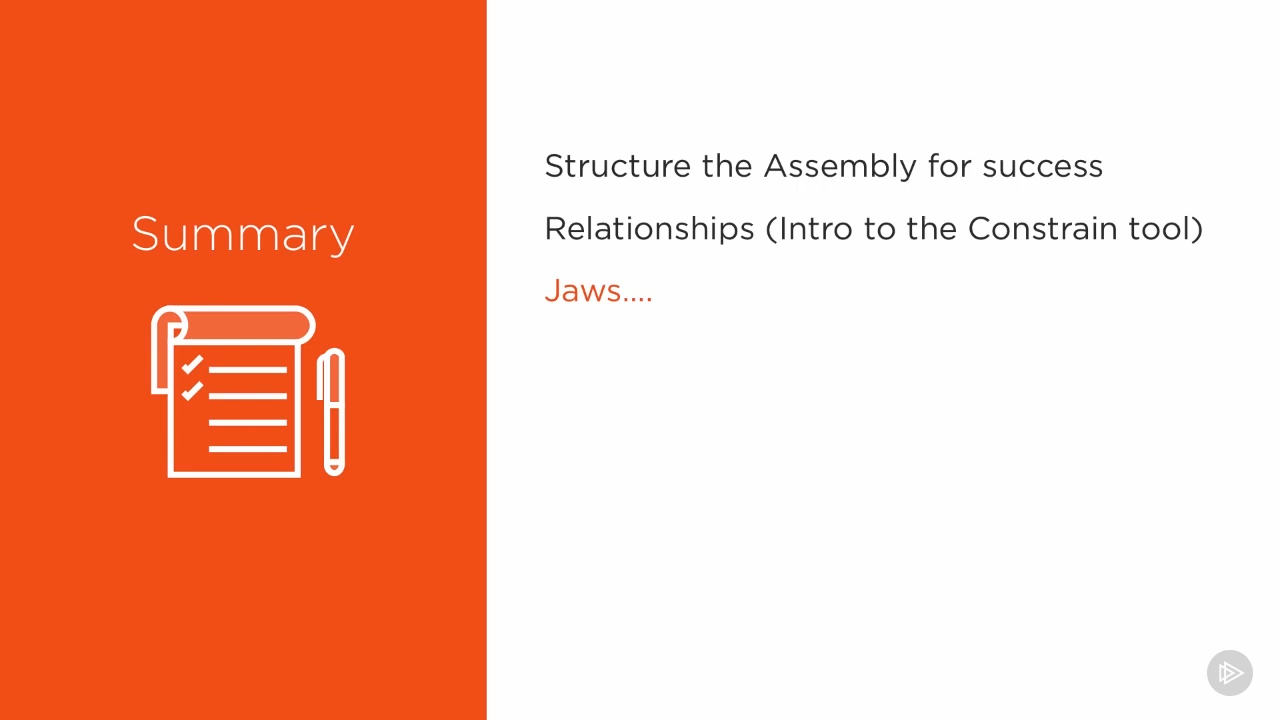 Summary
Structure the Assembly for success
Relationships (Intro to the Constrain tool)
Jaws....